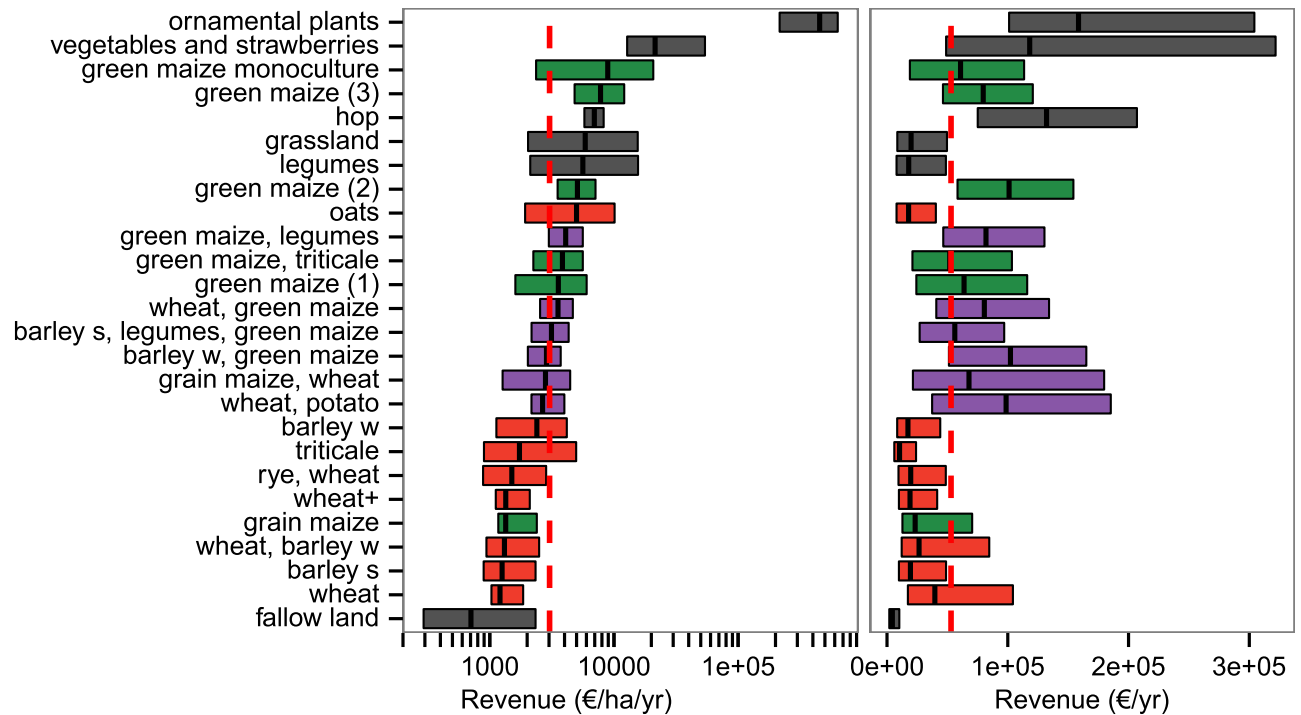 ornamental plants
vegetables and strawberries
green maize monoculture
green maize (3)
hop
grassland
legumes
green maize (2)
oats
green maize, legumes
green maize, triticale
green maize (1)
wheat, green maize
barley s, legumes, green maize
barley w, green maize
grain maize, wheat
wheat, potato
barley w
triticale
rye, wheat
wheat+
grain maize
wheat, barley w
barley s
wheat
fallow land
1000 10000 1e+05 0e+00 1e+05 2e+05 3e+05
Revenue (€/ha/yr) Revenue (€/yr)